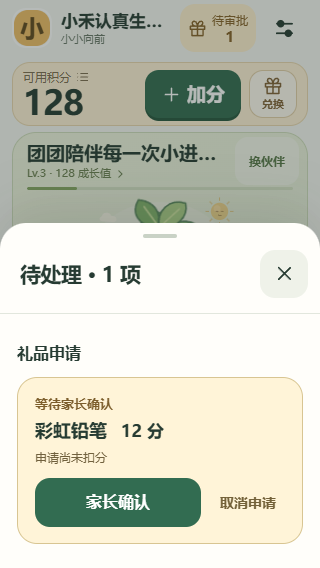 小
小禾认真生…
小小向前
待审批
1
可用积分
128
＋ 加分
兑换
团团陪伴每一次小进…
Lv.3 · 128 成长值 >
换伙伴
待处理 · 1 项
礼品申请
等待家长确认
彩虹铅笔 12 分
申请尚未扣分
家长确认
取消申请